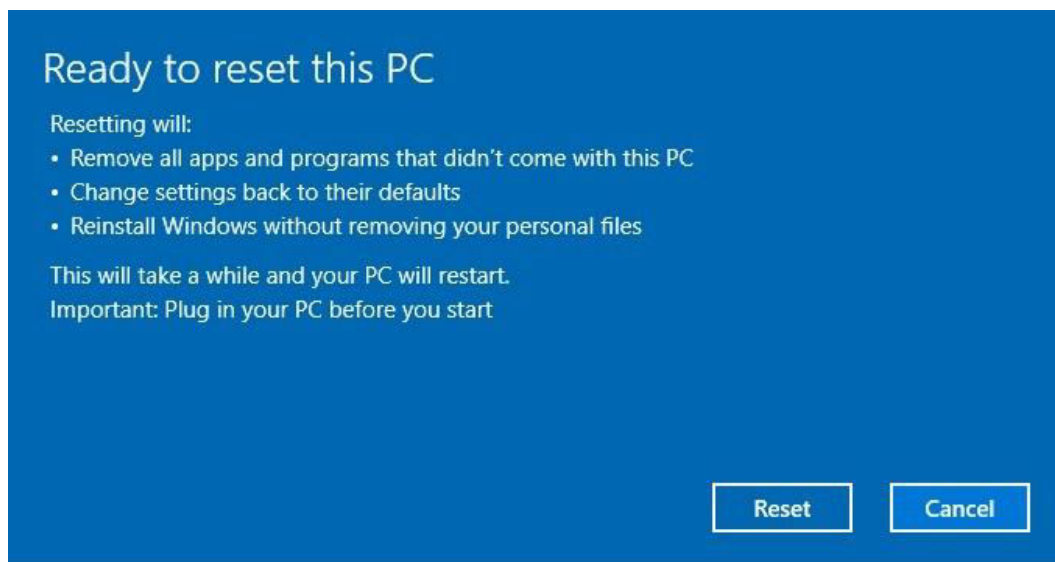 Ready to reset this PC
Resetting will:
• Remove all apps and programs that didn't come with this PC
• Change settings back to their defaults
• Reinstall Windows without removing your personal files
This will take a while and your PC will restart.
Important: Plug in your PC before you start
Reset
Cancel